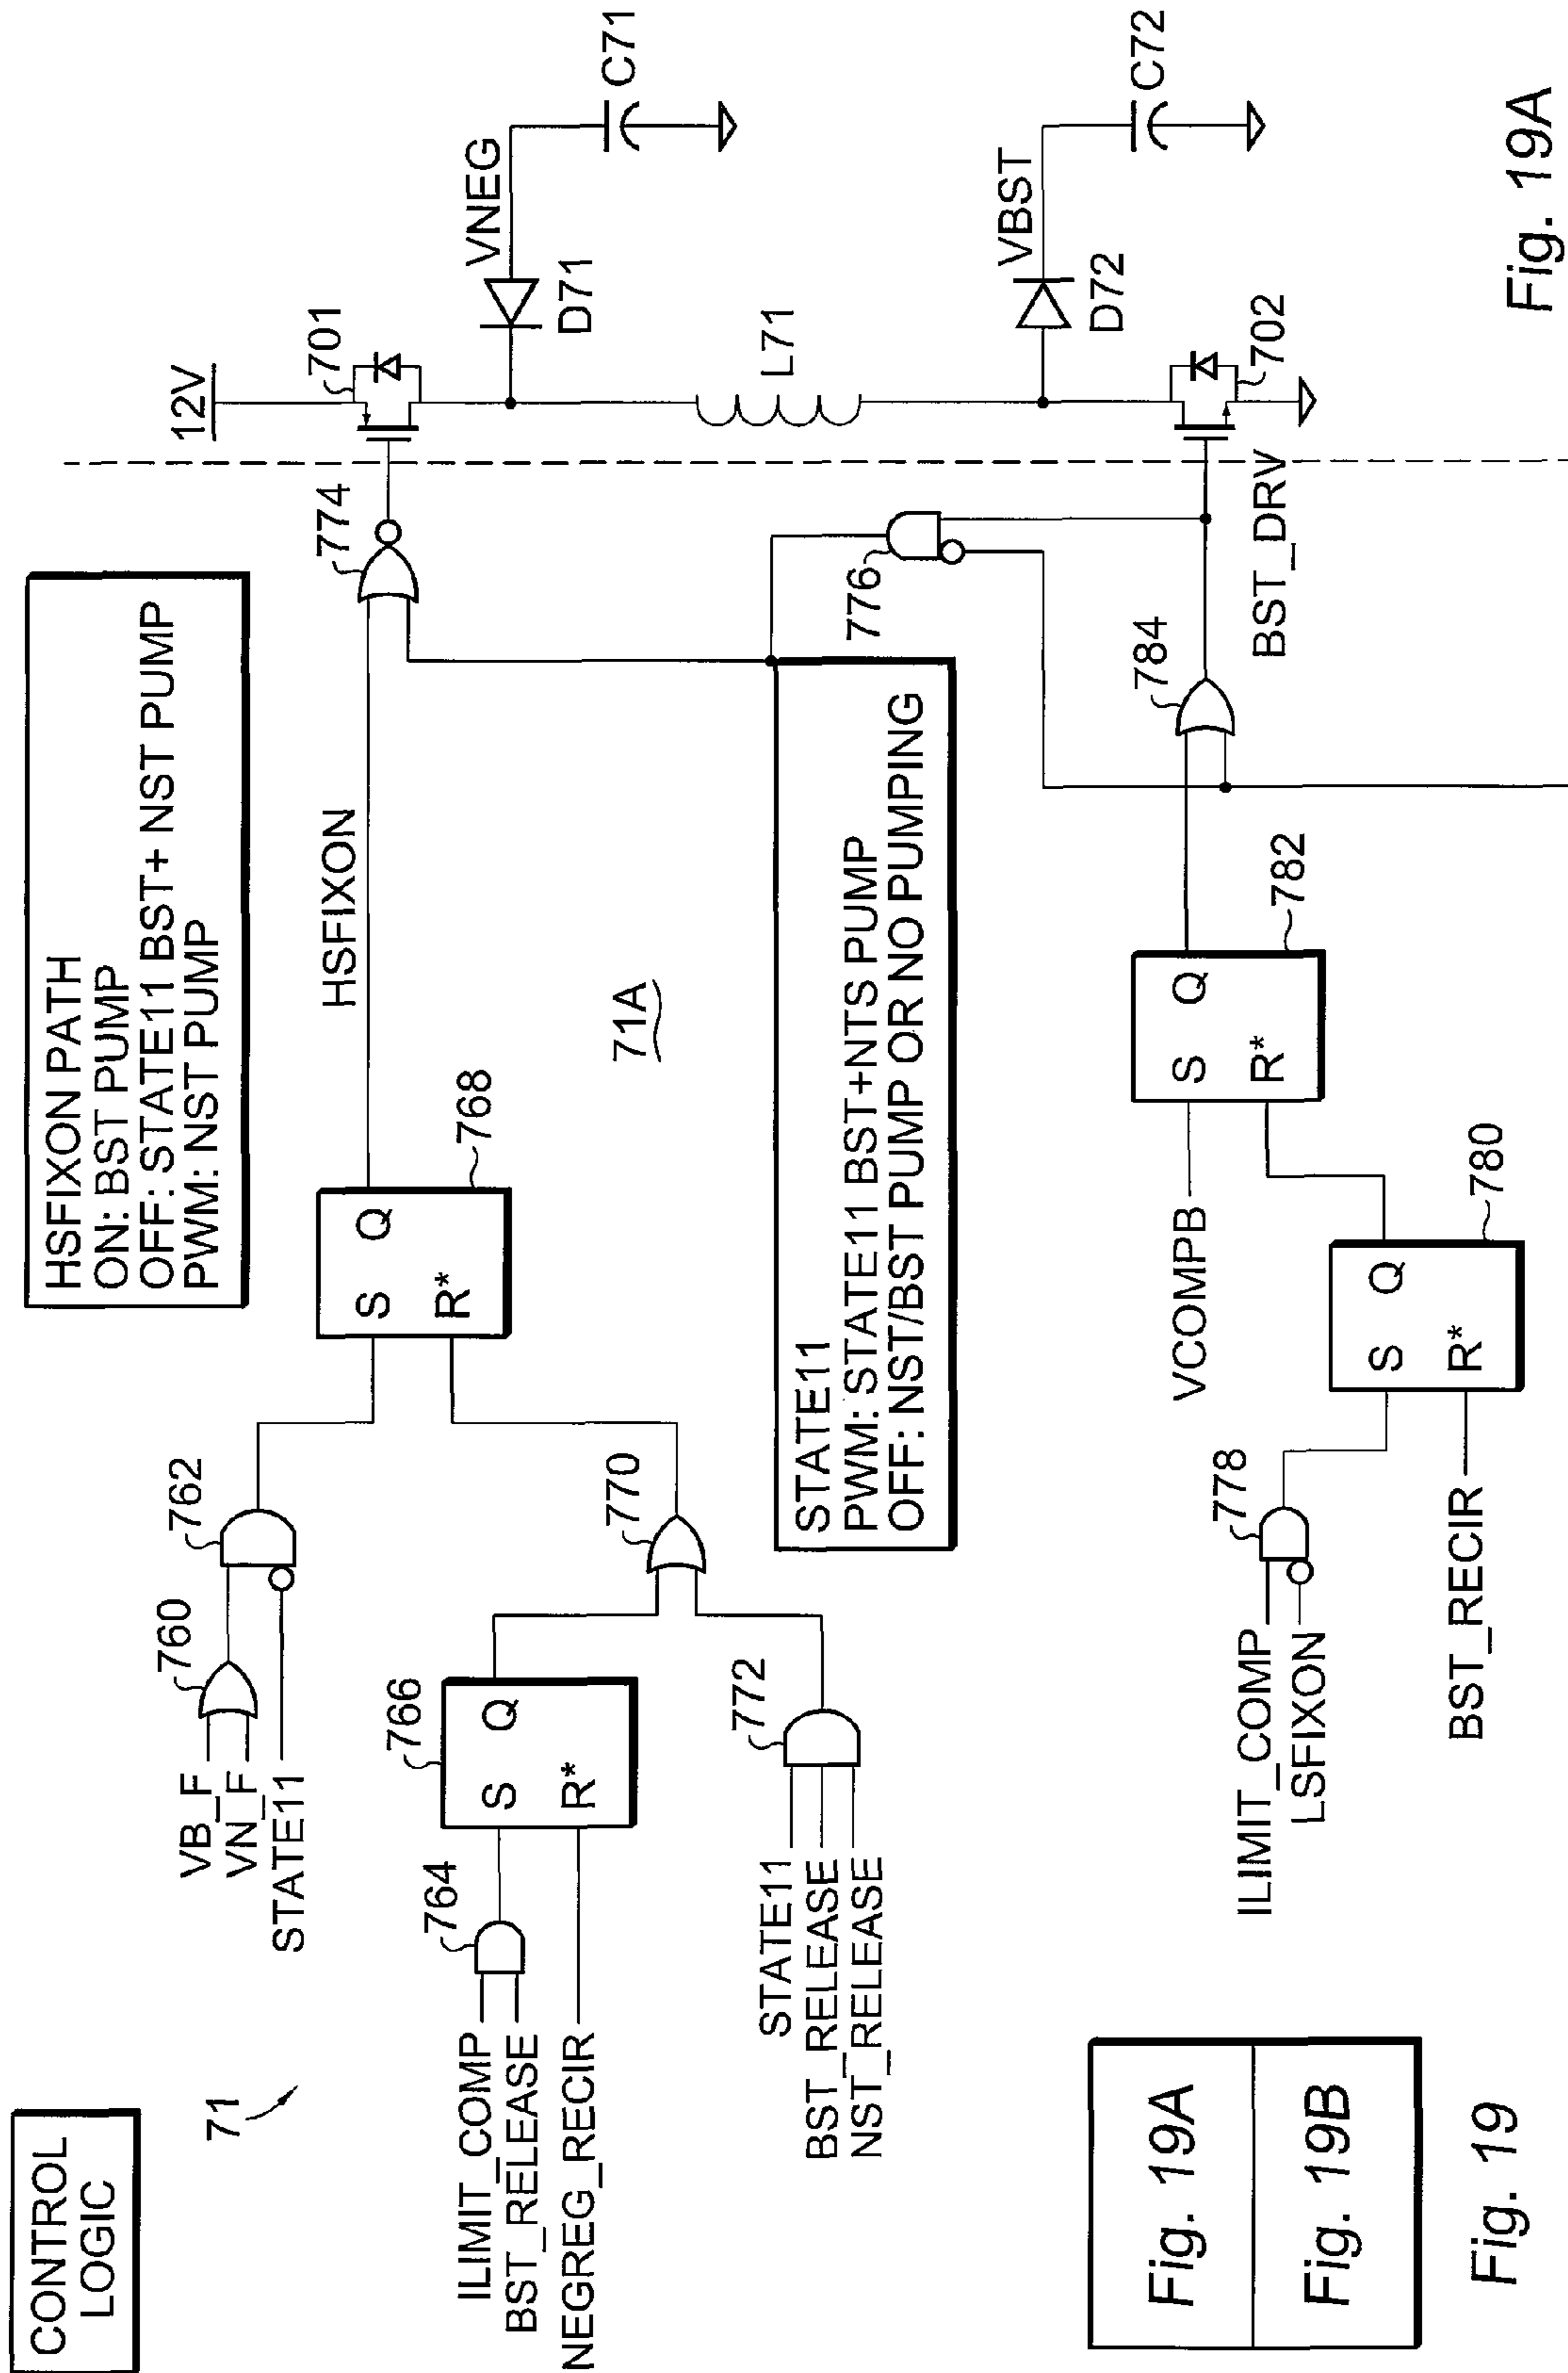 CONTROL
LOGIC
71
HSFIXON PATH
ON: BST PUMP
OFF: STATE11 BST+ NST PUMP
PWM: NST PUMP
VB_F
VN_F
STATE11
760
762
ILIMIT_COMP
BST_RELEASE
NEGREG_RECIR
764
766
S Q
R*
STATE11
BST_RELEASE
NST_RELEASE
772
770
S Q
R*
768
HSFIXON
71A
774
12V
701
VNEG
D71
C71
L71
STATE11
PWM: STATE11 BST+NTS PUMP
OFF: NST/BST PUMP OR NO PUMPING
776
VBST
D72
C72
702
ILIMIT_COMP
LSFIXON
778
BST_RECIR
S Q
R*
780
VCOMPB
S Q
R*
782
784
BST_DRV
Fig. 19A
Fig. 19B
Fig. 19
Fig. 19A